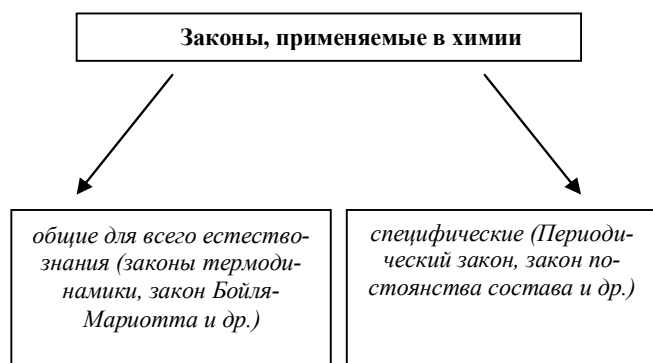 Законы, применяемые в химии
общие для всего естество-
знания (законы термоди-
намики, закон Бойля-
Мариотта и др.)
специфические (Периоди-
ческий закон, закон по-
стоянства состава и др.)